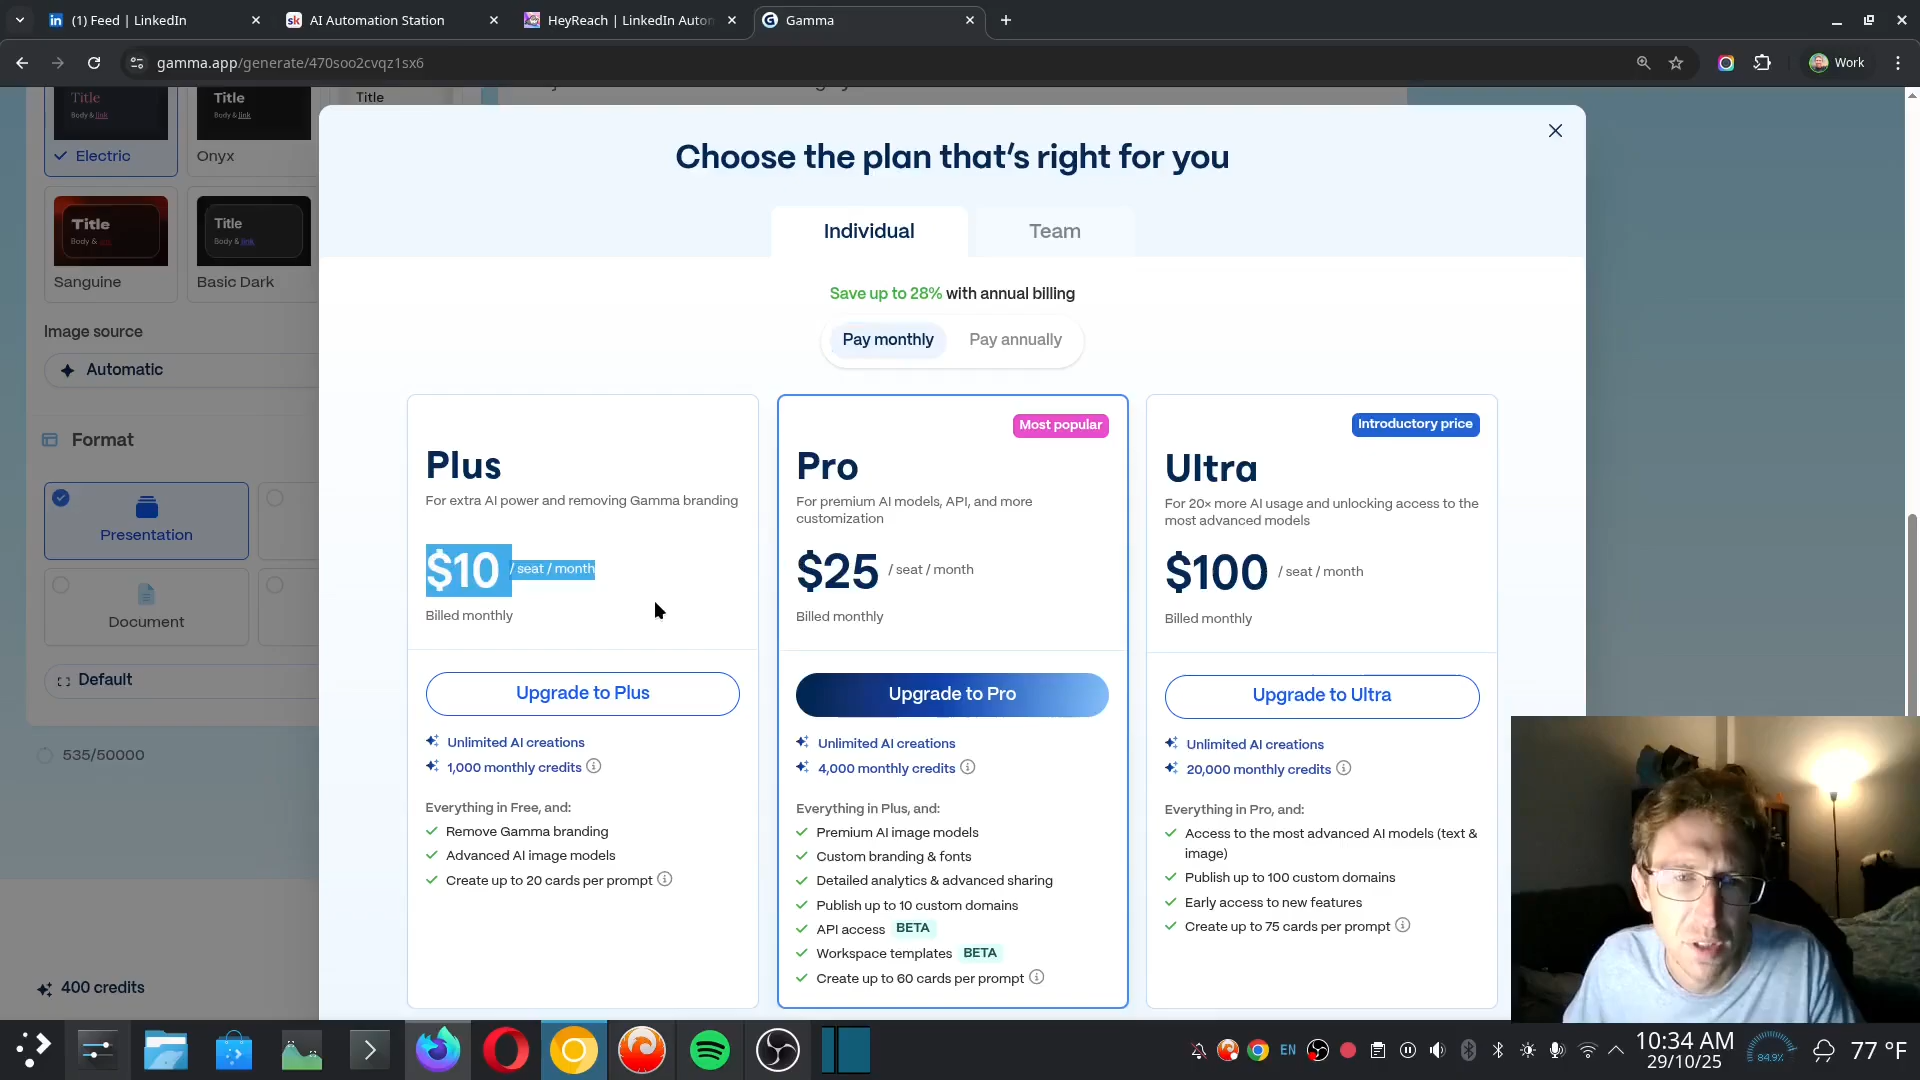 (1) Feed | LinkedIn
AI Automation Station
HeyReach | LinkedIn Auton
Gamma
gamma.app/generate/470soo2cvqz1sx6
Work
Title
Body & link
Electric
Title
Body & link
Onyx
Title
Title
Body &
Sanguine
Title
Body & link
Basic Dark
Image source
Automatic
Format
Presentation
Document
Default
535/50000
400 credits
Choose the plan that's right for you
Individual
Team
Save up to 28% with annual billing
Pay monthly
Pay annually
Plus
For extra AI power and removing Gamma branding
$10 / seat / month
Billed monthly
Upgrade to Plus
Unlimited AI creations
1,000 monthly credits
Everything in Free, and:
Remove Gamma branding
Advanced AI image models
Create up to 20 cards per prompt
Most popular
Pro
For premium AI models, API, and more
customization
$25 / seat / month
Billed monthly
Upgrade to Pro
Unlimited AI creations
4,000 monthly credits
Everything in Plus, and:
Premium AI image models
Custom branding & fonts
Detailed analytics & advanced sharing
Publish up to 10 custom domains
API access BETA
Workspace templates BETA
Create up to 60 cards per prompt
Introductory price
Ultra
For 20× more AI usage and unlocking access to the
most advanced models
$100 / seat / month
Billed monthly
Upgrade to Ultra
Unlimited AI creations
20,000 monthly credits
Everything in Pro, and:
Access to the most advanced AI models (text &
image)
Publish up to 100 custom domains
Early access to new features
Create up to 75 cards per prompt
EN
10:34 AM
29/10/25
84.9%
77 °F